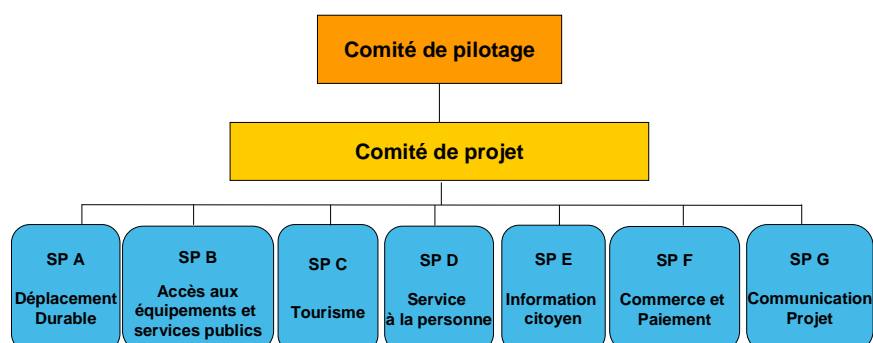 Comité de pilotage
Comité de projet
SP A
Déplacement
Durable
SP B
Accès aux
équipements et
services publics
SP C
Tourisme
SP D
Service
à la personne
SP E
Information
citoyen
SP F
Commerce et
Paiement
SP G
Communication
Projet